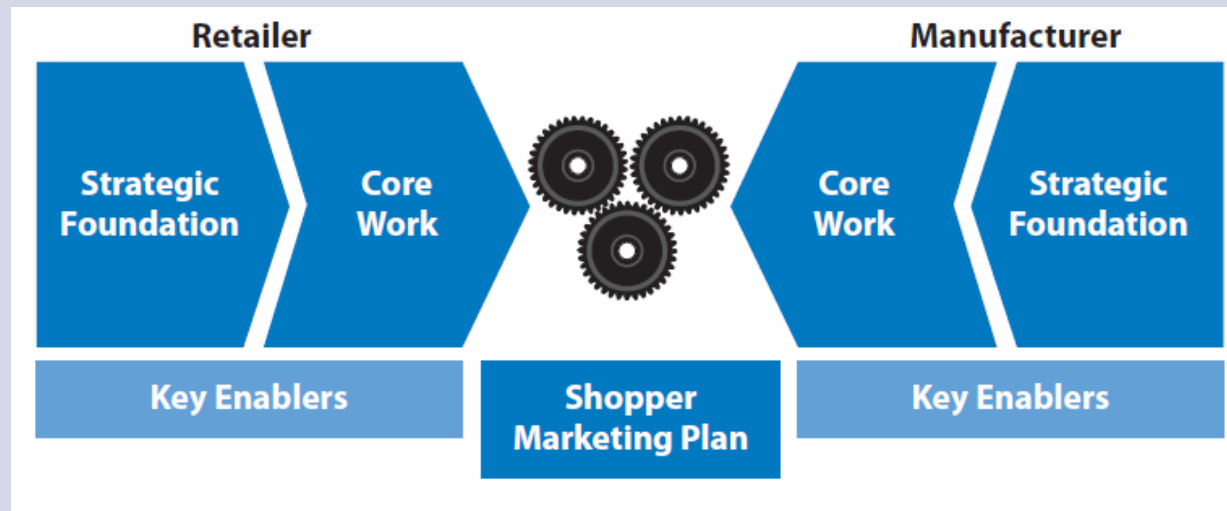 Retailer
Manufacturer
Strategic
Foundation
Core
Work
Core
Work
Strategic
Foundation
Key Enablers
Shopper
Marketing Plan
Key Enablers